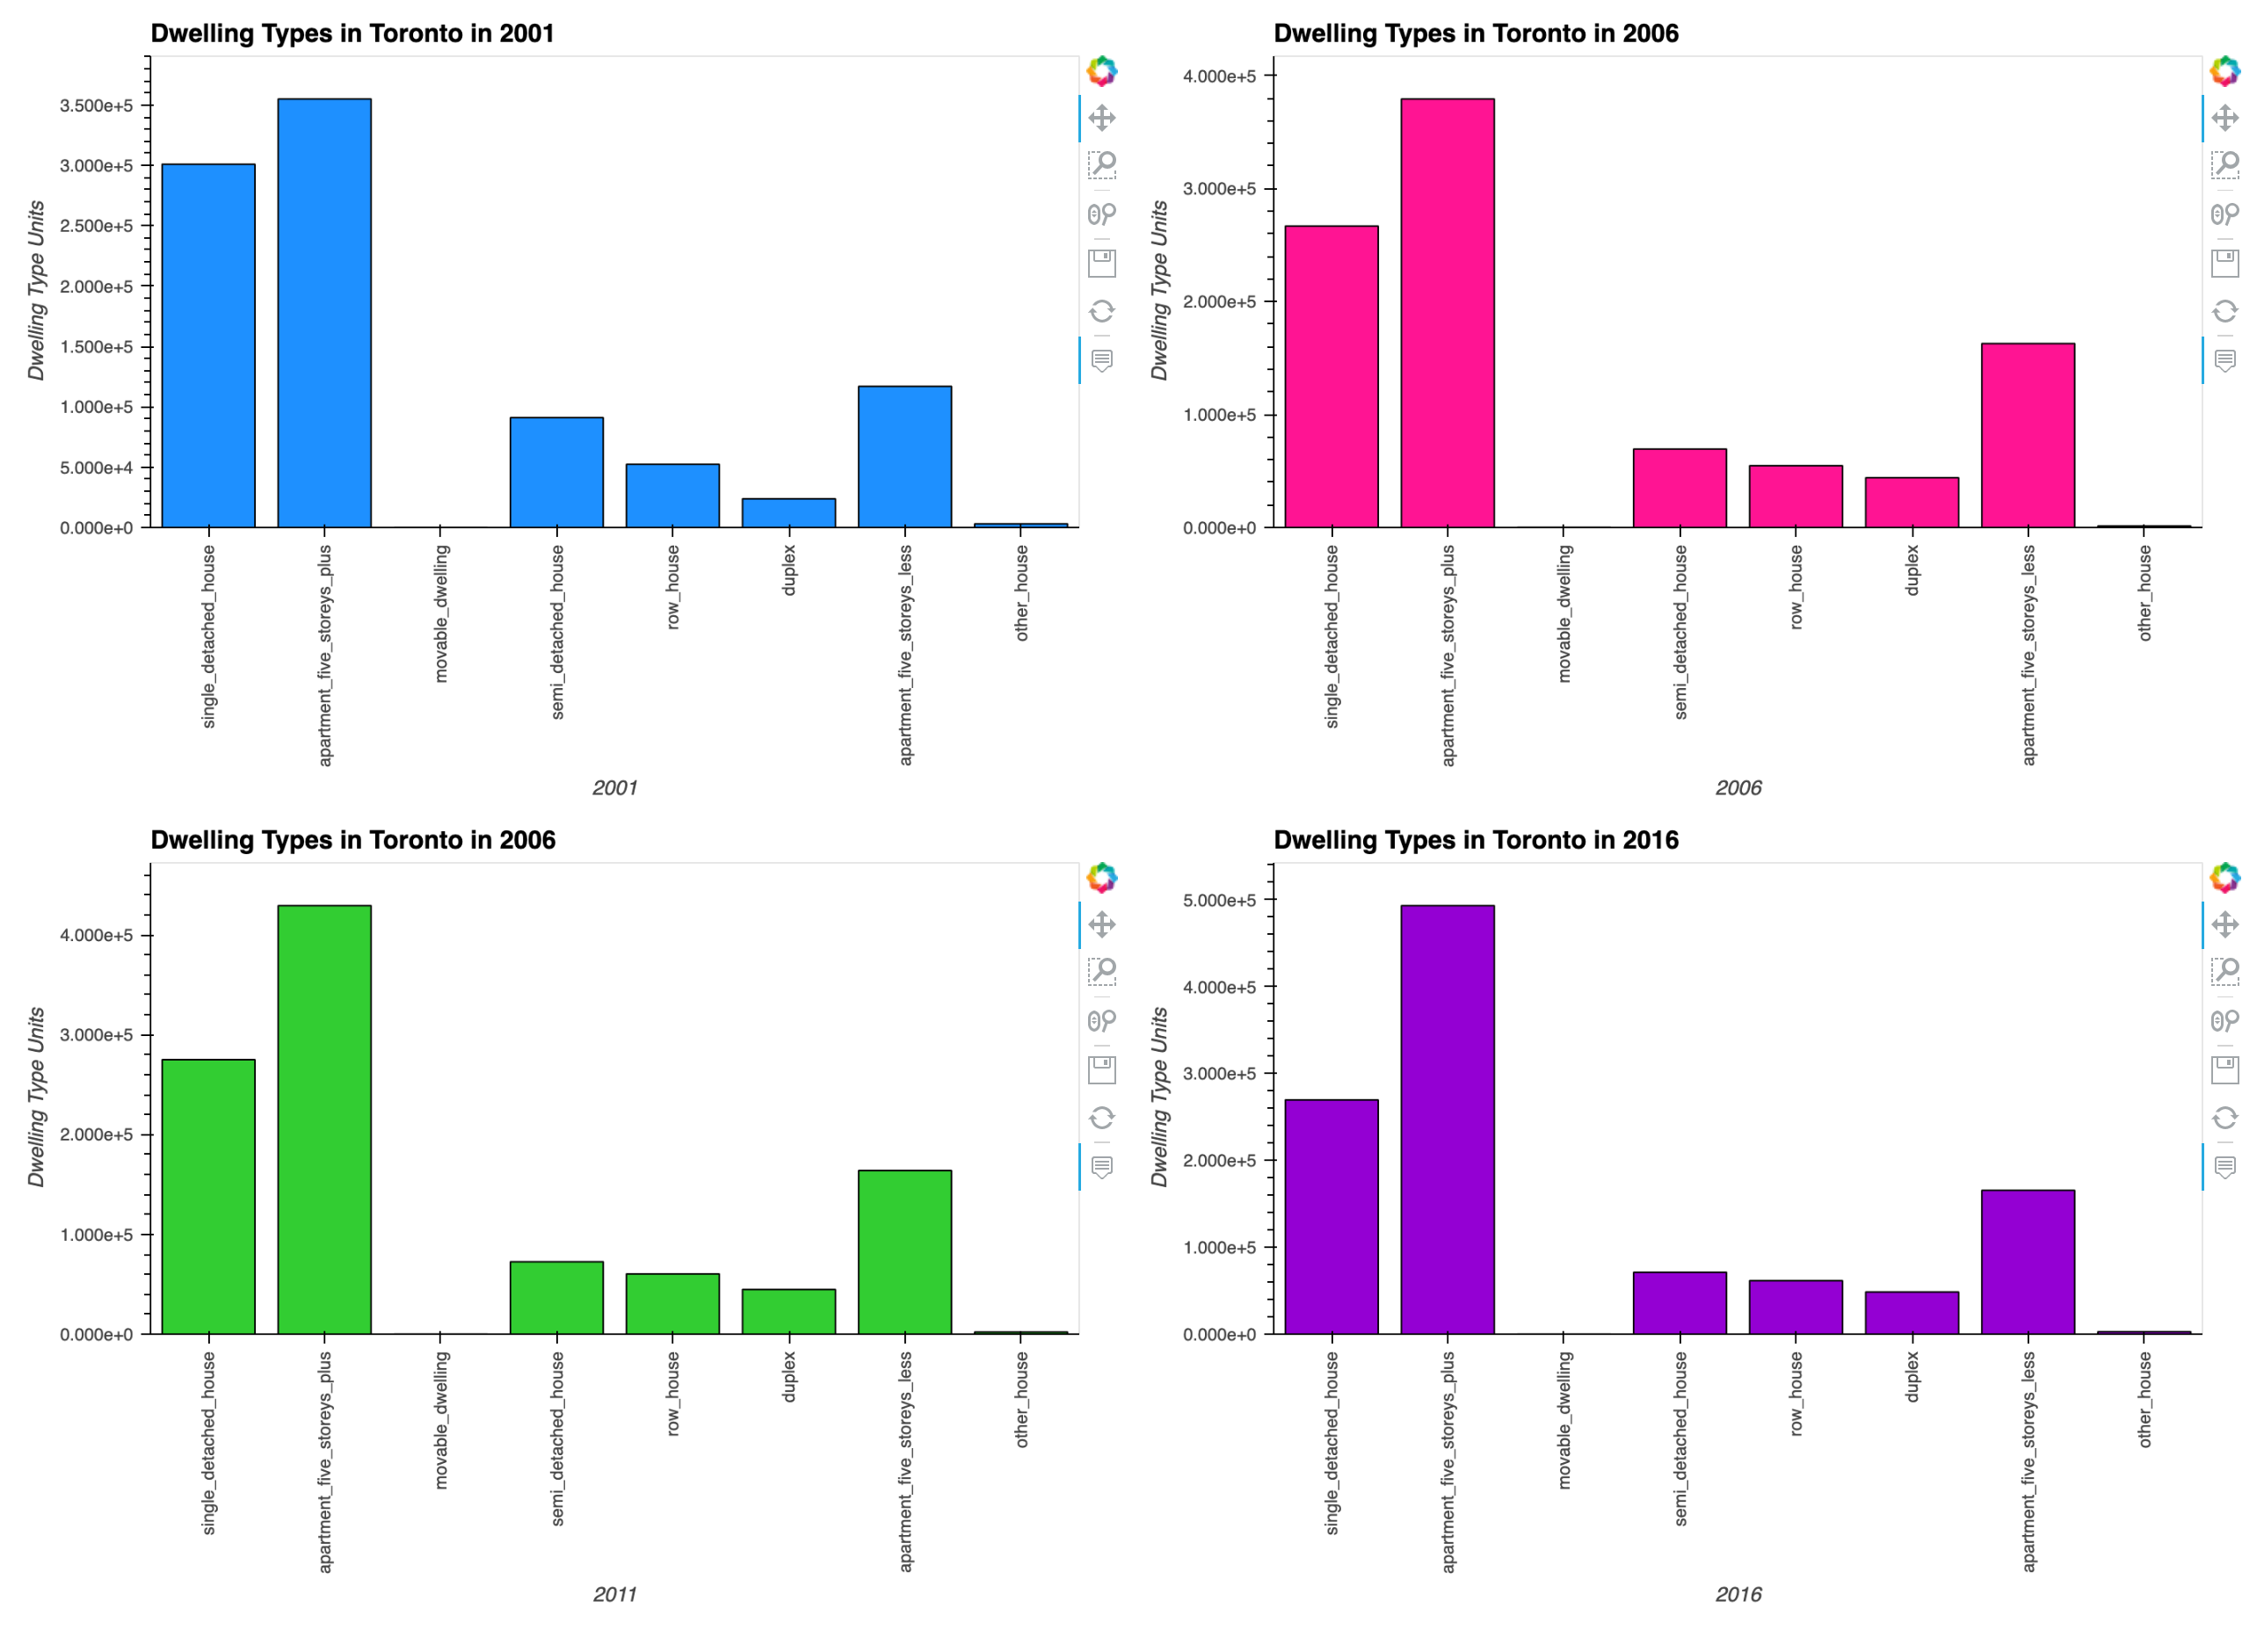 Dwelling Types in Toronto in 2001
Dwelling Type Units
3.500e+5
3.000e+5
2.500e+5
2.000e+5
1.500e+5
1.000e+5
5.000e+4
0.000e+0
single_detached_house
apartment_five_storeys_plus
movable_dwelling
semi_detached_house
row_house
duplex
apartment_five_storeys_less
other_house
2001
Dwelling Types in Toronto in 2006
Dwelling Type Units
4.000e+5
3.000e+5
2.000e+5
1.000e+5
0.000e+0
single_detached_house
apartment_five_storeys_plus
movable_dwelling
semi_detached_house
row_house
duplex
apartment_five_storeys_less
other_house
2006
Dwelling Types in Toronto in 2006
Dwelling Type Units
4.000e+5
3.000e+5
2.000e+5
1.000e+5
0.000e+0
single_detached_house
apartment_five_storeys_plus
movable_dwelling
semi_detached_house
row_house
duplex
apartment_five_storeys_less
other_house
2011
Dwelling Types in Toronto in 2016
Dwelling Type Units
5.000e+5
4.000e+5
3.000e+5
2.000e+5
1.000e+5
0.000e+0
single_detached_house
apartment_five_storeys_plus
movable_dwelling
semi_detached_house
row_house
duplex
apartment_five_storeys_less
other_house
2016